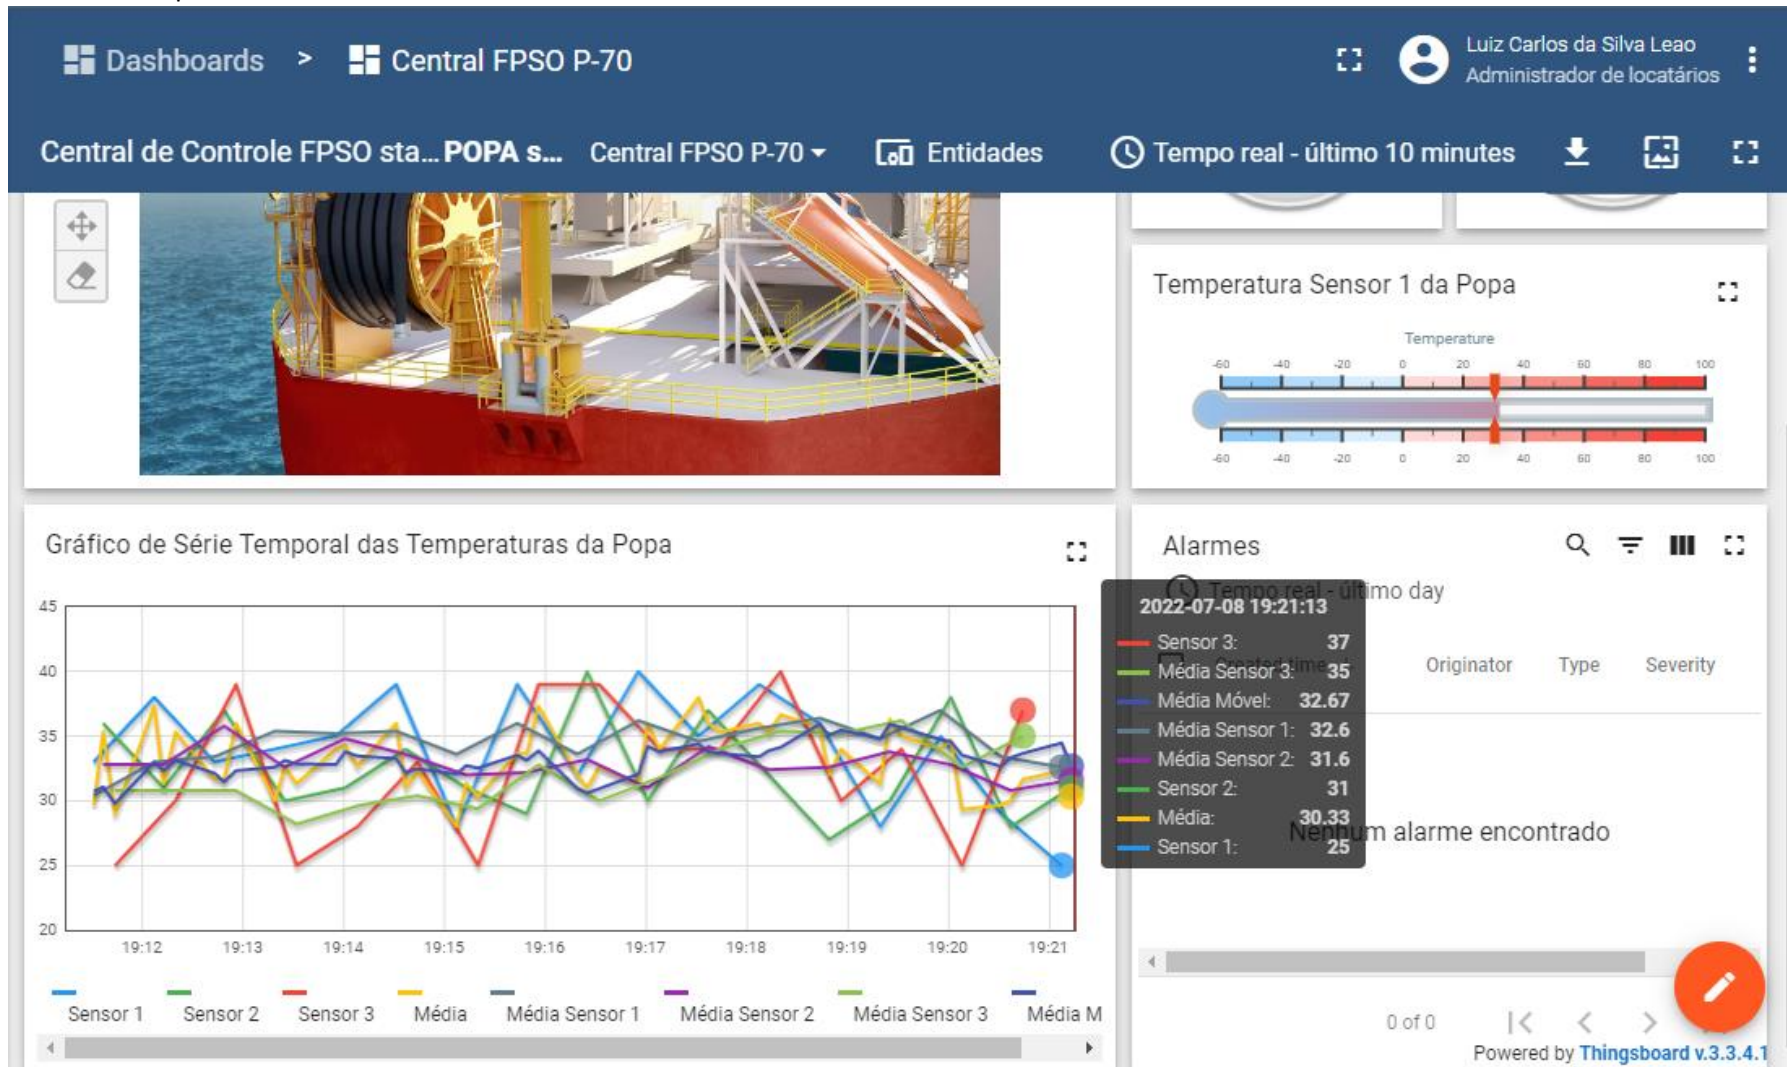 Dashboards > Central FPSO P-70
Luiz Carlos da Silva Leao
Administrador de locatários
Central de Controle FPSO sta... POPA s... Central FPSO P-70 Entidades Tempo real - último 10 minutes
Temperatura Sensor 1 da Popa
Temperature
-60 -40 -20 0 20 40 60 80 100
-60 -40 -20 0 20 40 60 80 100
Gráfico de Série Temporal das Temperaturas da Popa
45
40
35
30
25
20
19:12 19:13 19:14 19:15 19:16 19:17 19:18 19:19 19:20 19:21
Sensor 1 Sensor 2 Sensor 3 Média Média Sensor 1 Média Sensor 2 Média Sensor 3 Média M
2022-07-08 19:21:13
Sensor 3: 37
Média Sensor 3: 35
Média Móvel: 32.67
Média Sensor 1: 32.6
Média Sensor 2: 31.6
Sensor 2: 31
Média: 30.33
Sensor 1: 25
Alarmes
Tempo real - último day
Created time Originator Type Severity
Nenhum alarme encontrado
0 of 0
Powered by Thingsboard v.3.3.4.1